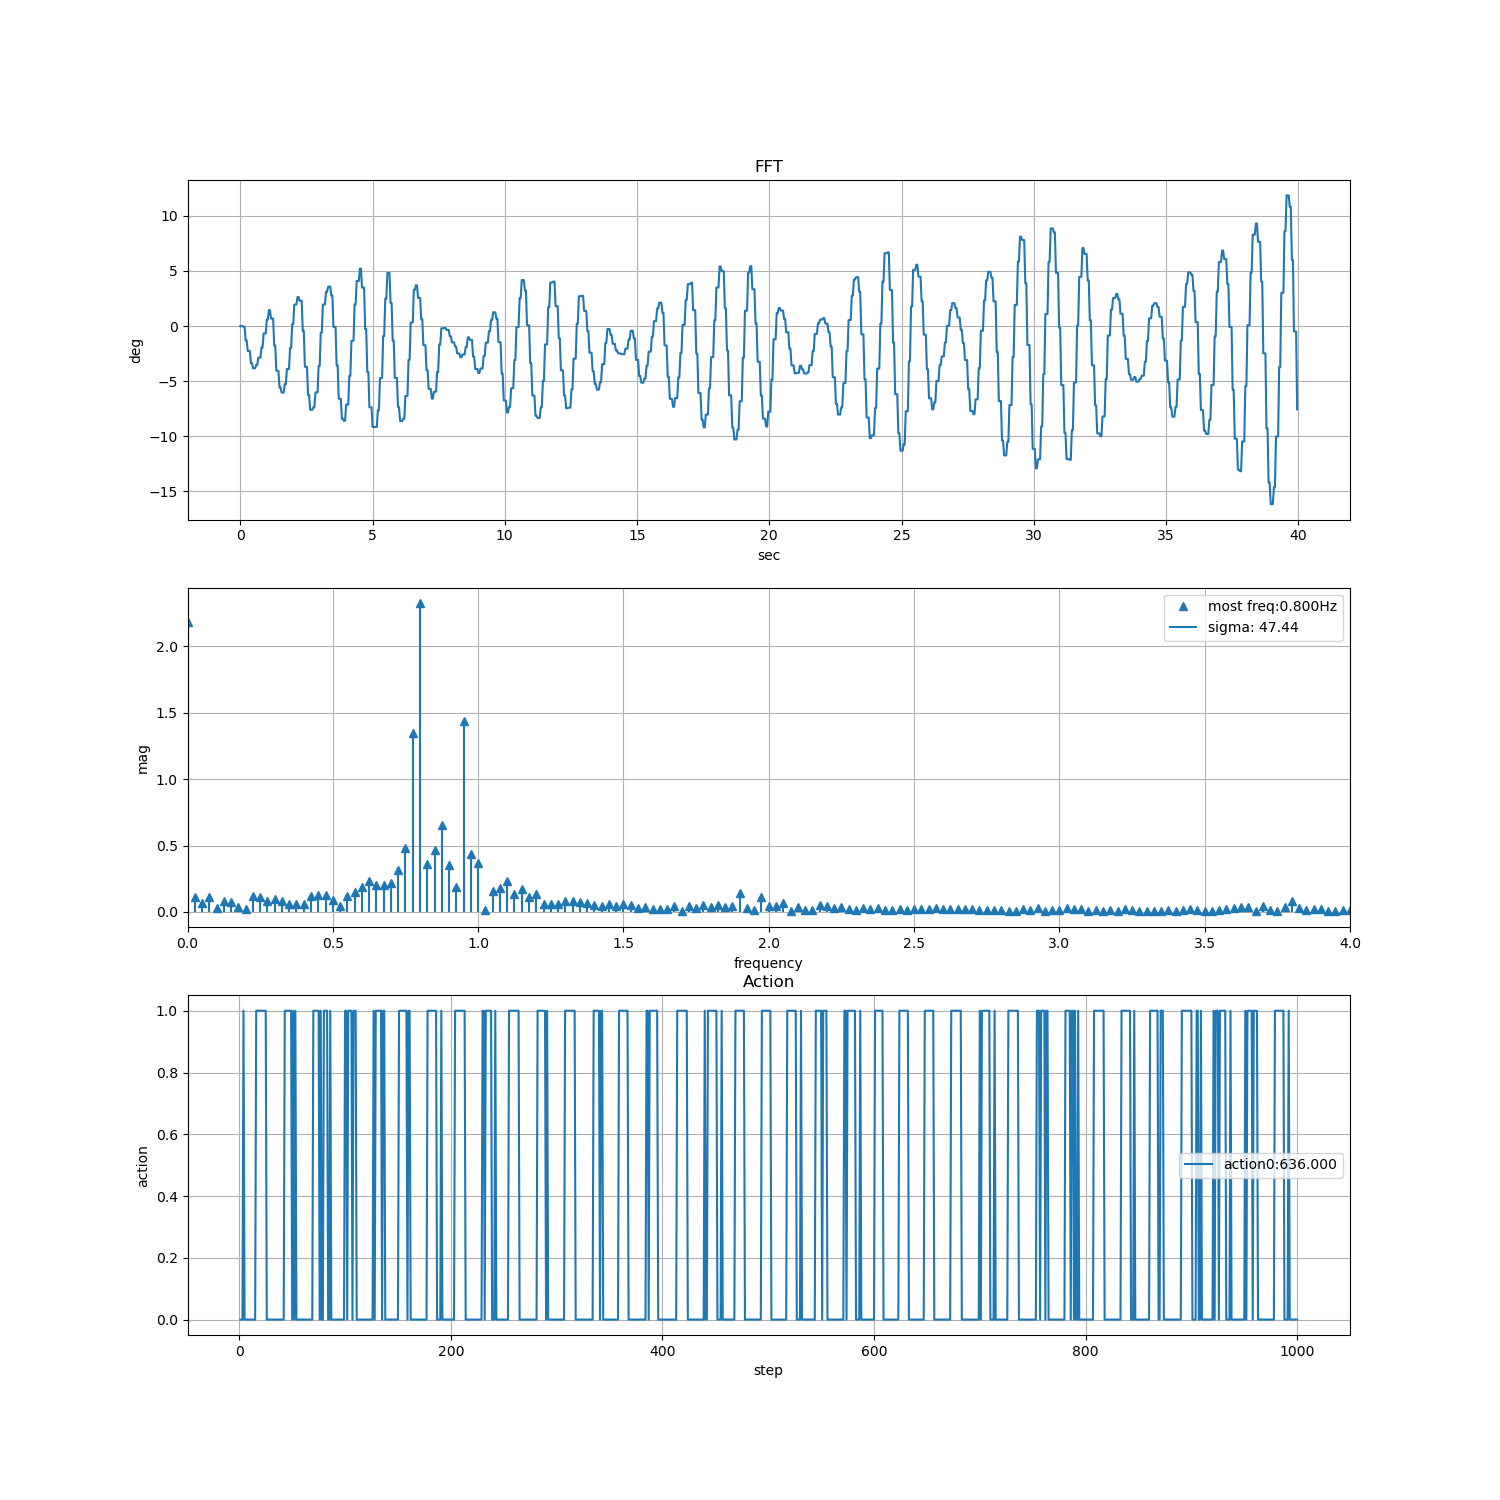 FFT
10
5
0
−5
−10
−15
deg
0 5 10 15 20 25 30 35 40
sec
most freq:0.800Hz
sigma: 47.44
2.0
1.5
1.0
0.5
0.0
mag
0.0 0.5 1.0 1.5 2.0 2.5 3.0 3.5 4.0
frequency
Action
1.0
0.8
0.6
0.4
0.2
0.0
action
action0:636.000
0 200 400 600 800 1000
step